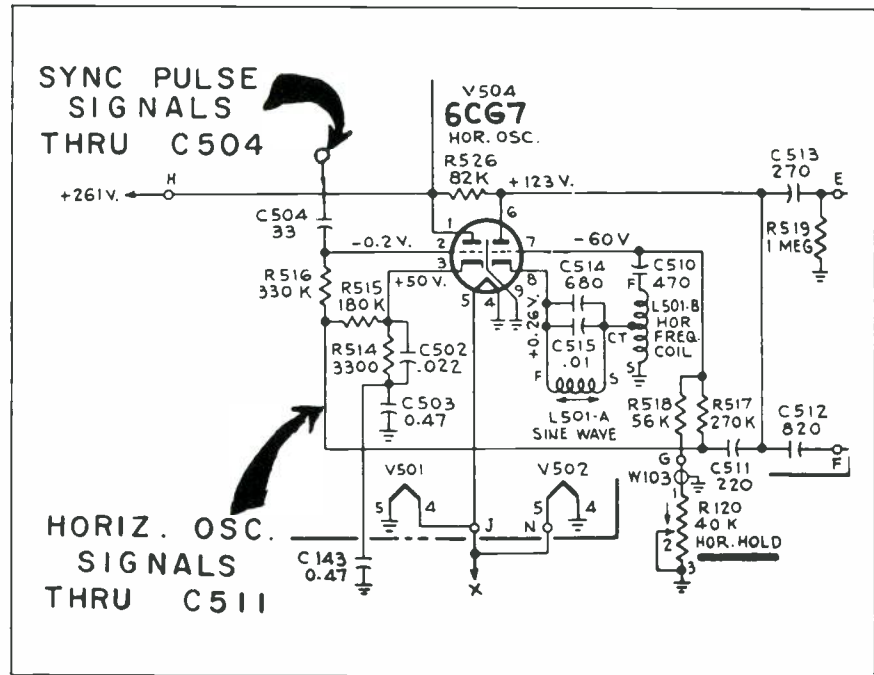 SYNC PULSE
SIGNALS
THRU C504
V504
6CG7
HOR. OSC.
R526
82K
+261V.
H
+123 V.
C513
270
E
R519
1 MEG
C504
33
-0.2 V.
1
2
3
6
7
8
9
5
4
-60V
+50V.
+0.26V.
R516
330 K
R515
180K
R514
3300
C502
.022
C503
0.47
C514
680
C515
.01
C510
470
F
L501-B
HOR
FREQ.
COIL
CT
S
F
S
L501-A
SINE WAVE
R518
56K
R517
270K
C512
820
F
G
W103
C511
220
1
R120
40 K
HOR. HOLD
2
3
V501
5
4
J
V502
N
5
4
HORIZ. OSC.
SIGNALS
THRU C511
C143
0.47
X